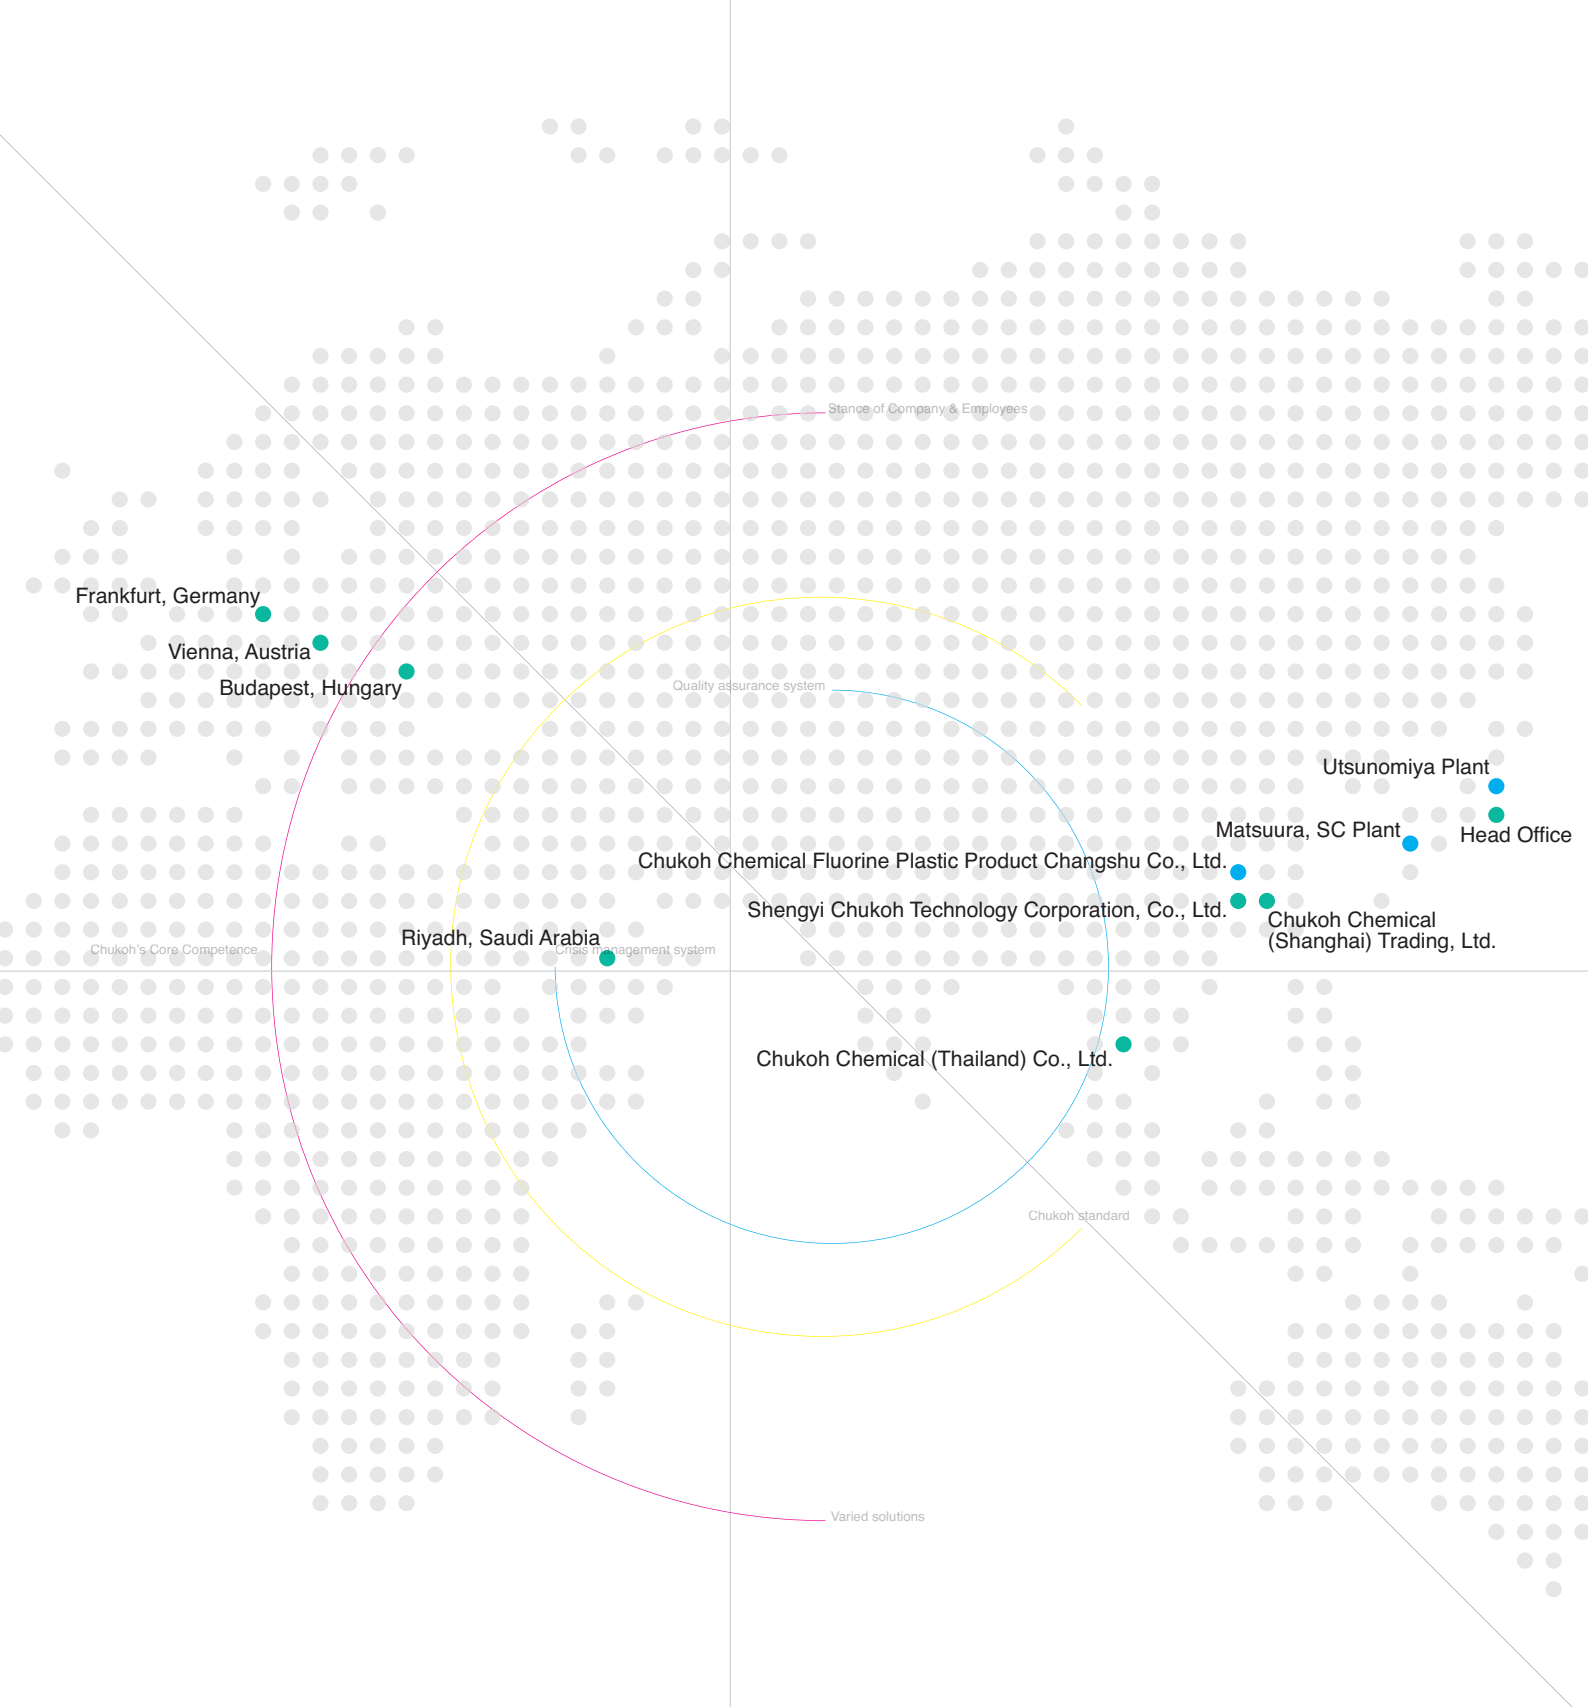 Stance of Company & Employees
Frankfurt, Germany
Vienna, Austria
Budapest, Hungary
Quality assurance system
Utsunomiya Plant
Matsuura, SC Plant
Head Office
Chukoh Chemical Fluorine Plastic Product Changshu Co., Ltd.
Shengyi Chukoh Technology Corporation, Co., Ltd.
Chukoh Chemical
(Shanghai) Trading, Ltd.
Riyadh, Saudi Arabia
Chukoh's Core Competence
Crisis management system
Chukoh Chemical (Thailand) Co., Ltd.
Chukoh standard
Varied solutions